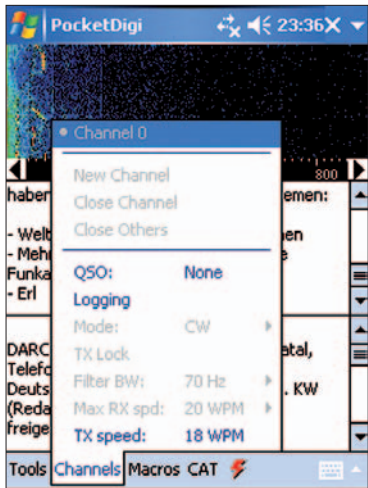 PocketDigi 23:36
Channel 0
New Channel
Close Channel
Close Others
800
haben emen:
- Welt en
- Mehr
Funka
- Erl
QSO: None
Logging
Mode: CW
TX Lock
Filter BW: 70 Hz
Max RX spd: 20 WPM
TX speed: 18 WPM
DARC atal,
Telefo
Deuts . KW
(Reda
freige
Tools Channels Macros CAT